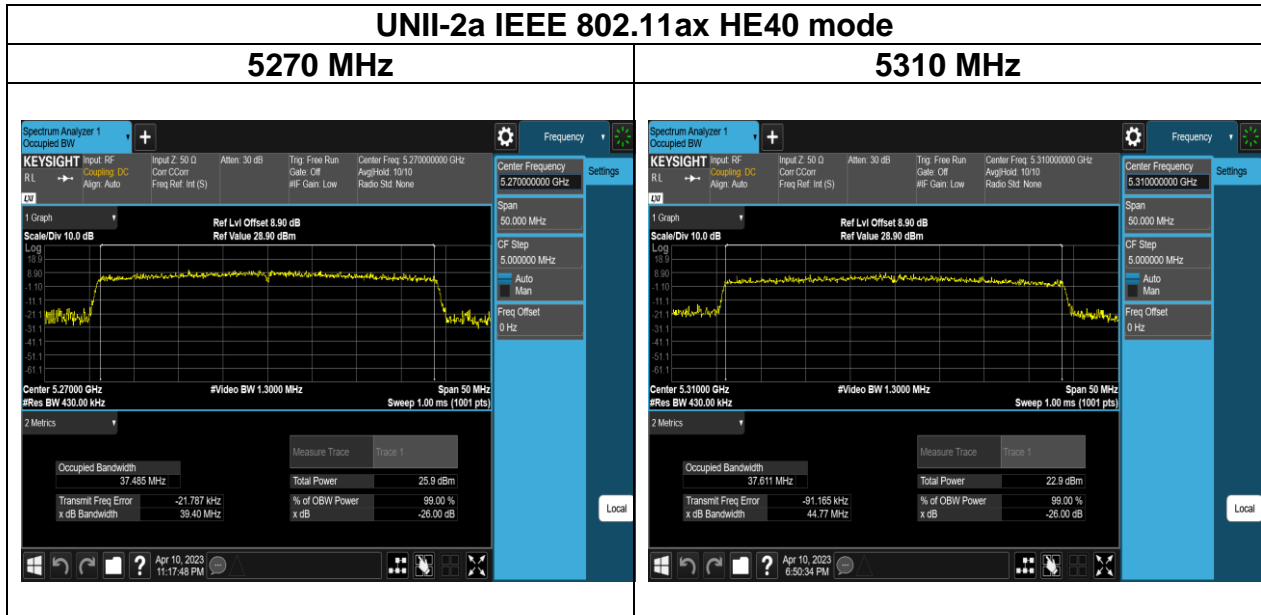 UNII-2a IEEE 802.11ax HE40 mode
5270 MHz
5310 MHz
Spectrum Analyzer 1
Occupied BW
+
Frequency
KEYSIGHT
RL
Input: RF
Coupling: DC
Align: Auto
Input Z: 50 Ω
Corr CCorr
Freq Ref: Int (S)
Atten: 30 dB
Trig: Free Run
Gate: Off
#IF Gain: Low
Center Freq: 5.270000000 GHz
Avg|Hold: 10/10
Radio Std: None
LXI
1 Graph
Scale/Div 10.0 dB
Ref Lvl Offset 8.90 dB
Ref Value 28.90 dBm
Log
18.9
8.90
-1.10
-11.1
-21.1
-31.1
-41.1
-51.1
-61.1
Center 5.27000 GHz
#Res BW 430.00 kHz
#Video BW 1.3000 MHz
Span 50 MHz
Sweep 1.00 ms (1001 pts)
2 Metrics
Measure Trace Trace 1
Occupied Bandwidth
37.485 MHz
Total Power 25.9 dBm
Transmit Freq Error -21.787 kHz
% of OBW Power 99.00 %
x dB Bandwidth 39.40 MHz
x dB -26.00 dB
Center Frequency
5.270000000 GHz
Settings
Span
50.000 MHz
CF Step
5.000000 MHz
Auto
Man
Freq Offset
0 Hz
Local
?
Apr 10, 2023
11:17:48 PM
Spectrum Analyzer 1
Occupied BW
+
Frequency
KEYSIGHT
RL
Input: RF
Coupling: DC
Align: Auto
Input Z: 50 Ω
Corr CCorr
Freq Ref: Int (S)
Atten: 30 dB
Trig: Free Run
Gate: Off
#IF Gain: Low
Center Freq: 5.310000000 GHz
Avg|Hold: 10/10
Radio Std: None
LXI
1 Graph
Scale/Div 10.0 dB
Ref Lvl Offset 8.90 dB
Ref Value 28.90 dBm
Log
18.9
8.90
-1.10
-11.1
-21.1
-31.1
-41.1
-51.1
-61.1
Center 5.31000 GHz
#Res BW 430.00 kHz
#Video BW 1.3000 MHz
Span 50 MHz
Sweep 1.00 ms (1001 pts)
2 Metrics
Measure Trace Trace 1
Occupied Bandwidth
37.611 MHz
Total Power 22.9 dBm
Transmit Freq Error -91.165 kHz
% of OBW Power 99.00 %
x dB Bandwidth 44.77 MHz
x dB -26.00 dB
Center Frequency
5.310000000 GHz
Settings
Span
50.000 MHz
CF Step
5.000000 MHz
Auto
Man
Freq Offset
0 Hz
Local
?
Apr 10, 2023
6:50:34 PM